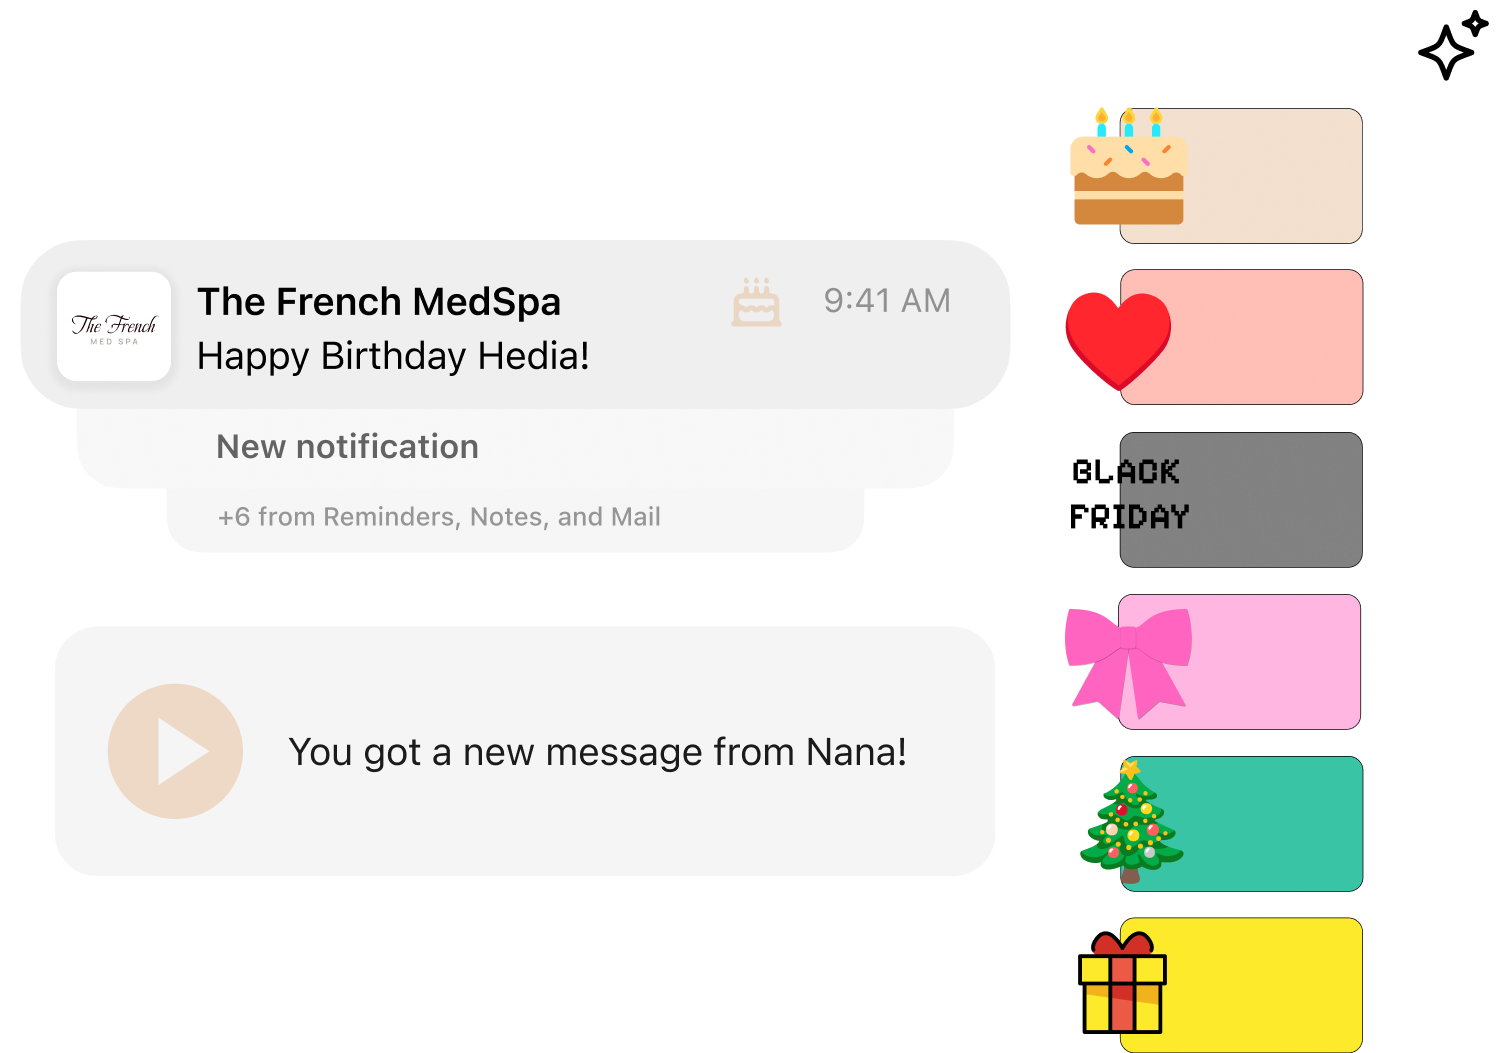 The French
MED SPA
The French MedSpa
9:41 AM
Happy Birthday Hedia!
New notification
+6 from Reminders, Notes, and Mail
You got a new message from Nana!
BLACK
FRIDAY